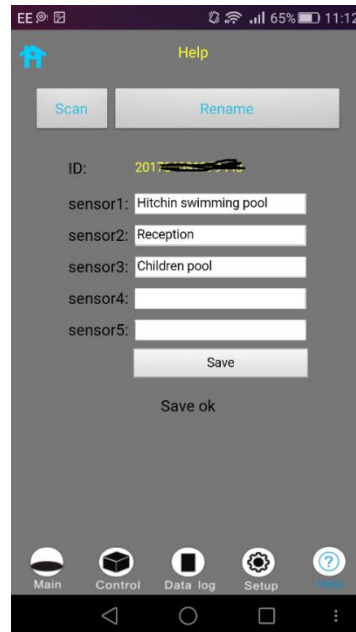 EE 65% 11:12
Help
Scan Rename
ID:
sensor1: Hitchin swimming pool
sensor2: Reception
sensor3: Children pool
sensor4:
sensor5:
Save
Save ok
Main Control Data log Setup Help